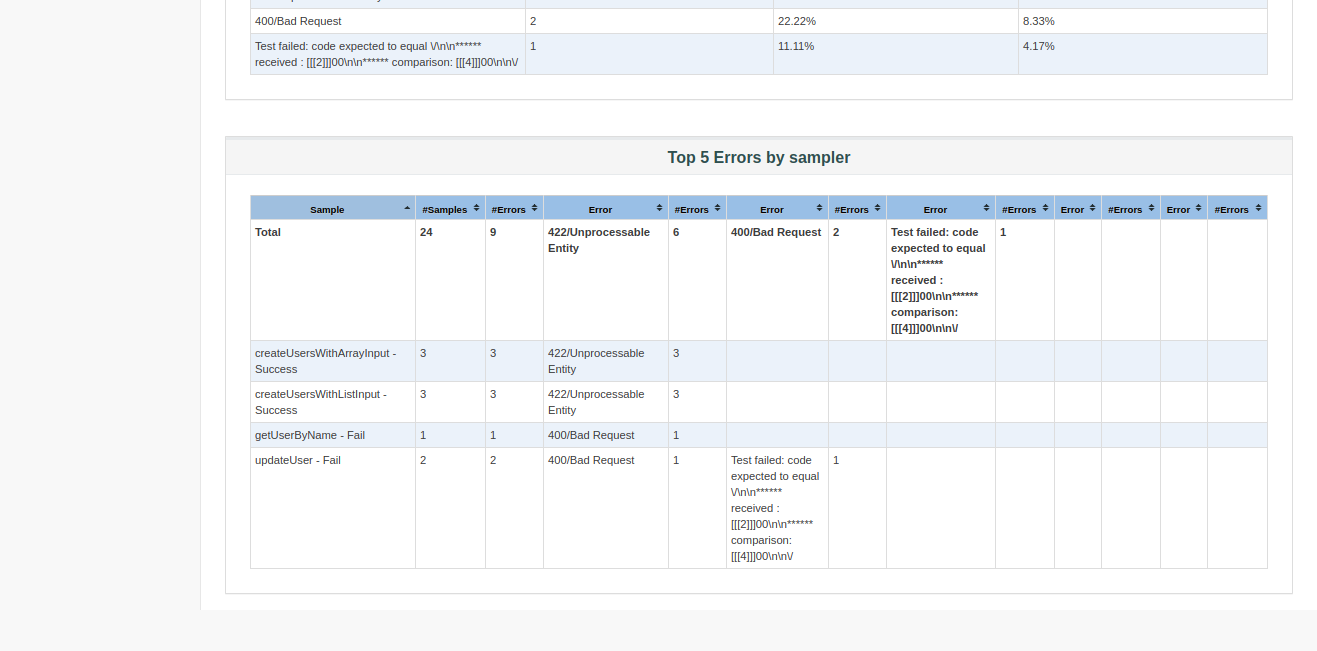 400/Bad Request 2 22.22% 8.33%
Test failed: code expected to equal \/\n\n****** 1 11.11% 4.17%
received : [[[2]]]00\n\n****** comparison: [[[4]]]00\n\n\/
Top 5 Errors by sampler
Sample #Samples #Errors Error #Errors Error #Errors Error #Errors Error #Errors Error #Errors
Total 24 9 422/Unprocessable 6 400/Bad Request 2 Test failed: code 1
Entity expected to equal
\/\n\n******
received :
[[[2]]]00\n\n******
comparison:
[[[4]]]00\n\n\/
createUsersWithArrayInput - 3 3 422/Unprocessable 3
Success Entity
createUsersWithListInput - 3 3 422/Unprocessable 3
Success Entity
getUserByName - Fail 1 1 400/Bad Request 1
updateUser - Fail 2 2 400/Bad Request 1 Test failed: code 1
expected to equal
\/\n\n******
received :
[[[2]]]00\n\n******
comparison:
[[[4]]]00\n\n\/